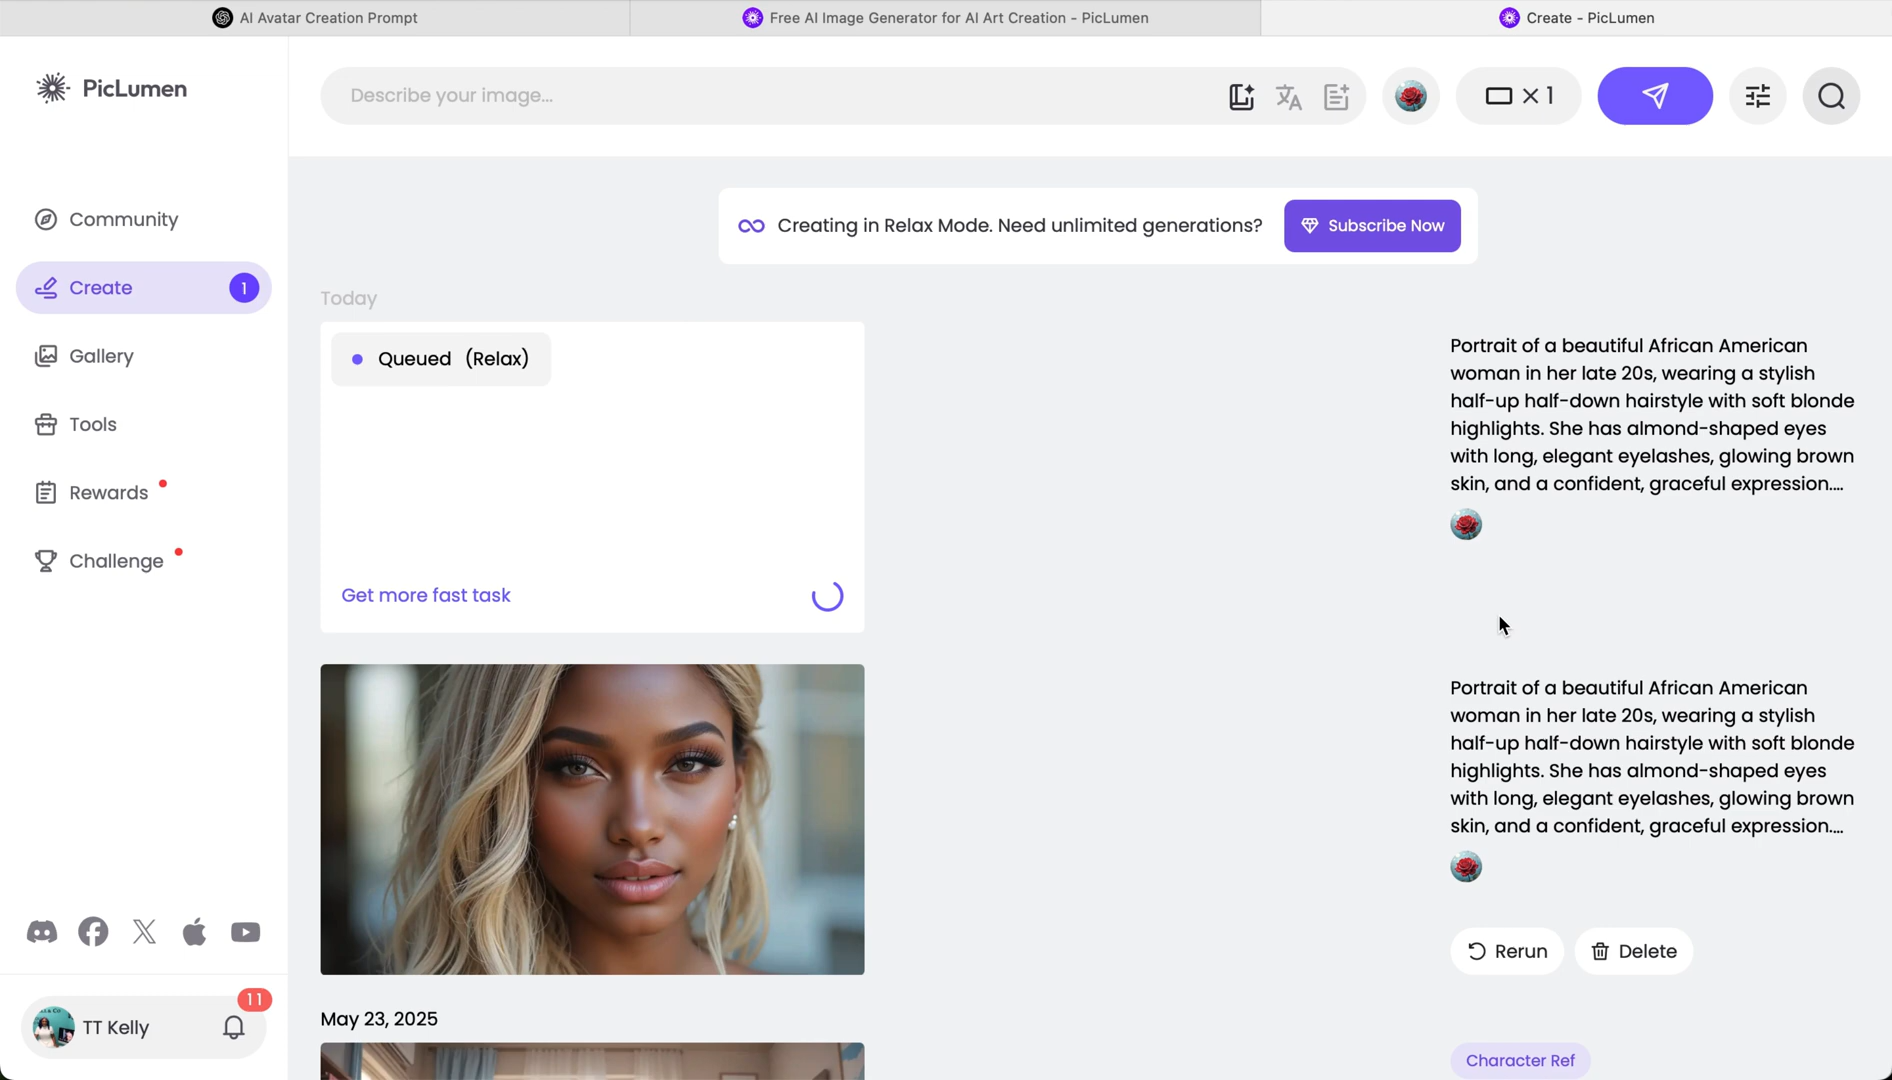 AI Avatar Creation Prompt
Free AI Image Generator for AI Art Creation - PicLumen
Create - PicLumen
PicLumen
Describe your image...
× 1
Community
Create
1
Gallery
Tools
Rewards
Challenge
Creating in Relax Mode. Need unlimited generations?
Subscribe Now
Today
Queued (Relax)
Get more fast task
Portrait of a beautiful African American
woman in her late 20s, wearing a stylish
half-up half-down hairstyle with soft blonde
highlights. She has almond-shaped eyes
with long, elegant eyelashes, glowing brown
skin, and a confident, graceful expression....
Portrait of a beautiful African American
woman in her late 20s, wearing a stylish
half-up half-down hairstyle with soft blonde
highlights. She has almond-shaped eyes
with long, elegant eyelashes, glowing brown
skin, and a confident, graceful expression....
Rerun
Delete
May 23, 2025
Character Ref
11
TT Kelly